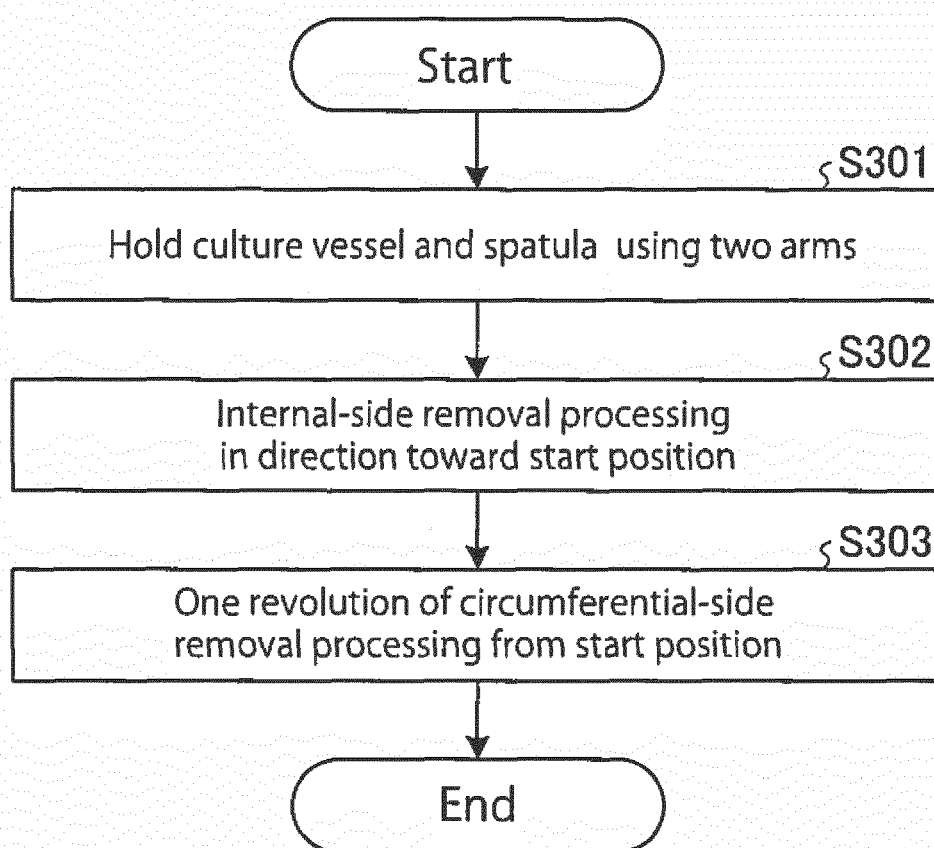 Start
S301
Hold culture vessel and spatula using two arms
S302
Internal-side removal processing
in direction toward start position
S303
One revolution of circumferential-side
removal processing from start position
End